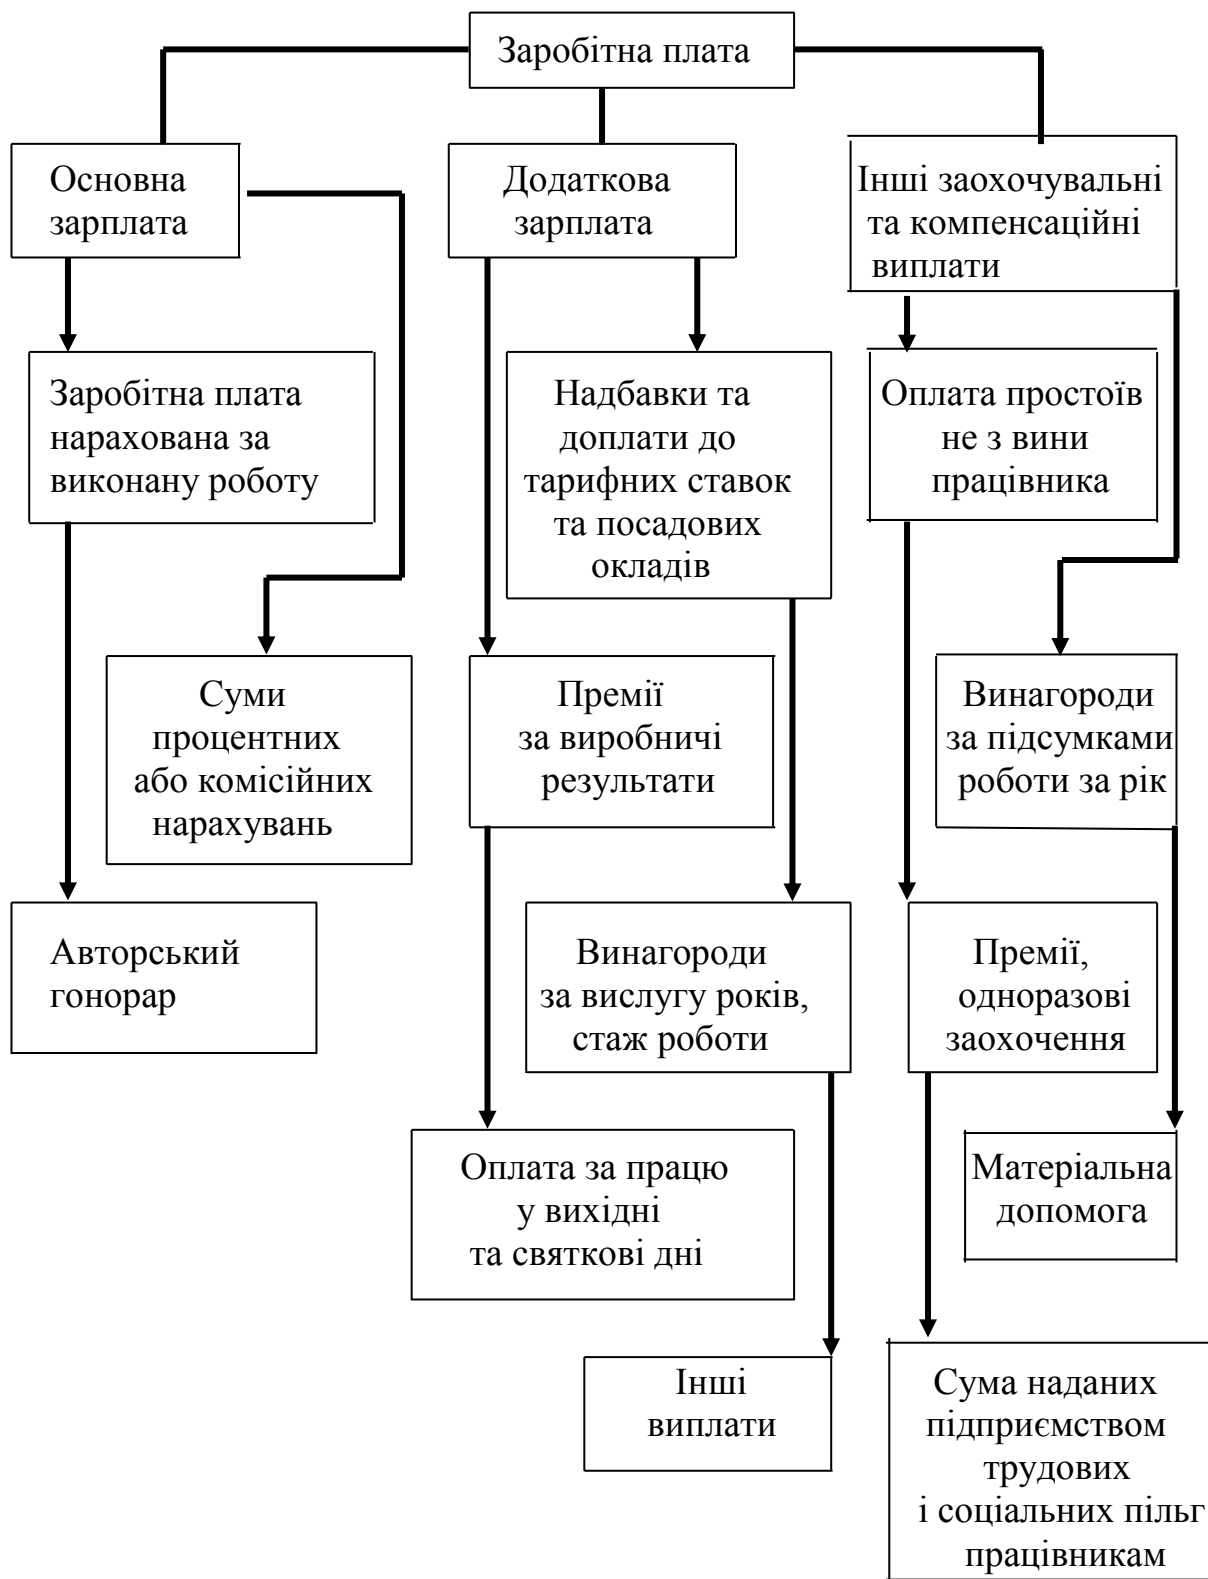 Заробітна плата
Основна
зарплата
Додаткова
зарплата
Інші заохочувальні
та компенсаційні
виплати
Заробітна плата
нарахована за
виконану роботу
Надбавки та
доплати до
тарифних ставок
та посадових
окладів
Оплата простоїв
не з вини
працівника
Суми
процентних
або комісійних
нарахувань
Премії
за виробничі
результати
Винагороди
за підсумками
роботи за рік
Авторський
гонорар
Винагороди
за вислугу років,
стаж роботи
Премії,
одноразові
заохочення
Оплата за працю
у вихідні
та святкові дні
Матеріальна
допомога
Інші
виплати
Сума наданих
підприємством
трудових
і соціальних пільг
працівникам